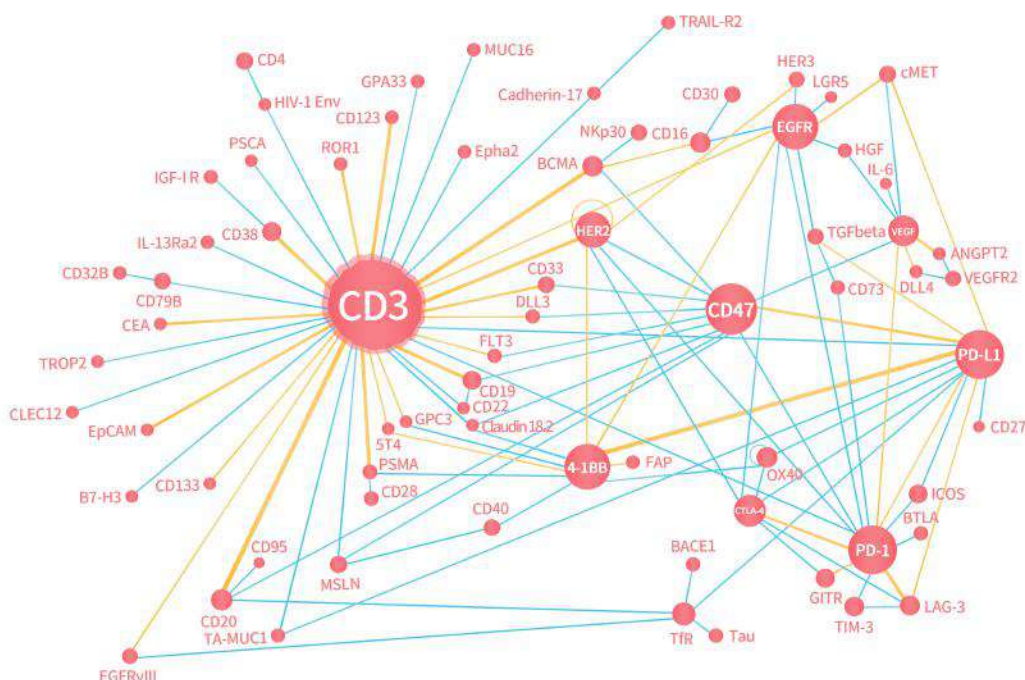 TRAIL-R2
CD4
MUC16
HER3
cMET
GPA33
LGR5
HIV-1 Env
Cadherin-17
CD30
CD123
NKp30
CD16
EGFR
PSCA
ROR1
Epha2
BCMA
HGF
IL-6
IGF-I R
CD38
HER2
TGFbeta
VEGF
IL-13Ra2
ANGPT2
CD32B
CD33
DLL4
VEGFR2
CD79B
CD3
DLL3
CD47
CD73
CEA
FLT3
PD-L1
TROP2
CD19
CD22
CLEC12
GPC3
Claudin18.2
CD27
EpCAM
5T4
4-1BB
FAP
OX40
PSMA
B7-H3
CD133
CD28
ICOS
CD40
CTLA-4
BTLA
CD95
BACE1
PD-1
MSLN
GITR
CD20
LAG-3
TA-MUC1
TfR
Tau
TIM-3
EGFRvIII